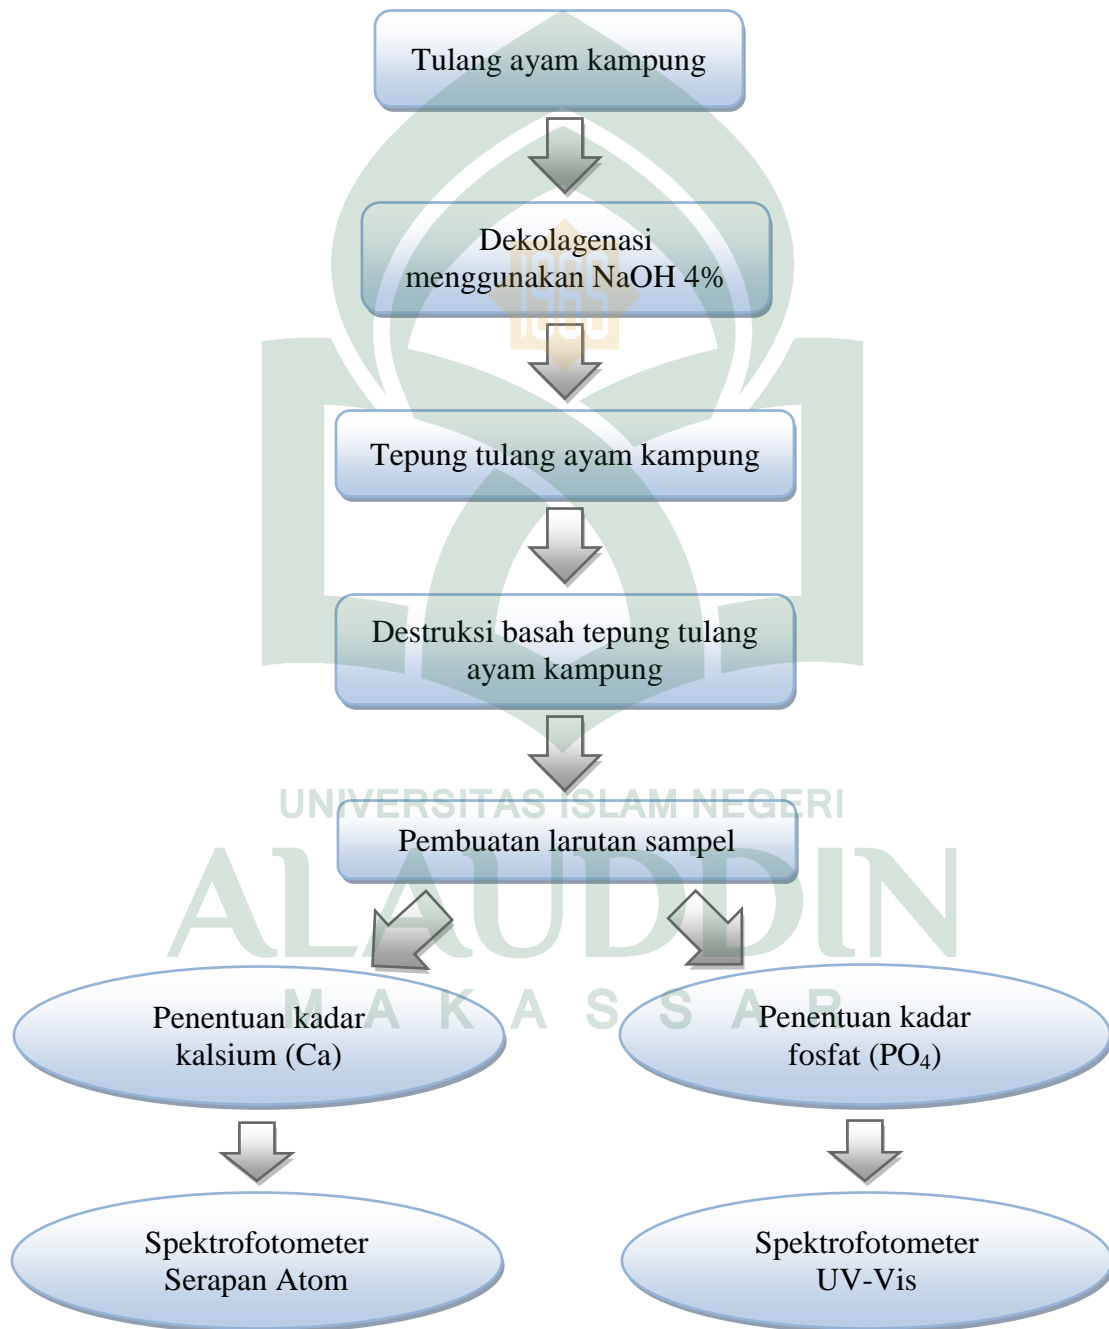 Tulang ayam kampung
Dekolagenasi
menggunakan NaOH 4%
Tepung tulang ayam kampung
Destruksi basah tepung tulang
ayam kampung
UNIVERSITAS ISLAM NEGERI
Pembuatan larutan sampel
ALAUDDIN
MAKASSAR
Penentuan kadar
kalsium (Ca)
Penentuan kadar
fosfat (PO₄)
Spektrofotometer
Serapan Atom
Spektrofotometer
UV-Vis